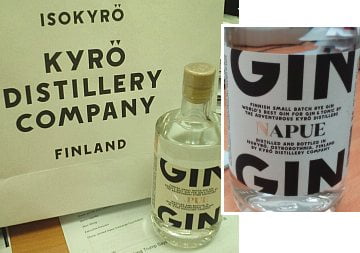 ISOKYRÖ
KYRÖ
DISTILLERY
COMPANY
FINLAND
GIN
GIN
GIN
FINNISH SMALL BATCH RYE GIN
WORLD'S BEST GIN FOR GIN & TONIC BY
THE ADVENTUROUS KYRÖ DISTILLERY
NAPUE
DISTILLED AND BOTTLED IN
ISOKYRÖ, OSTROBOTHNIA, FINLAND
BY KYRÖ DISTILLERY COMPANY
GIN